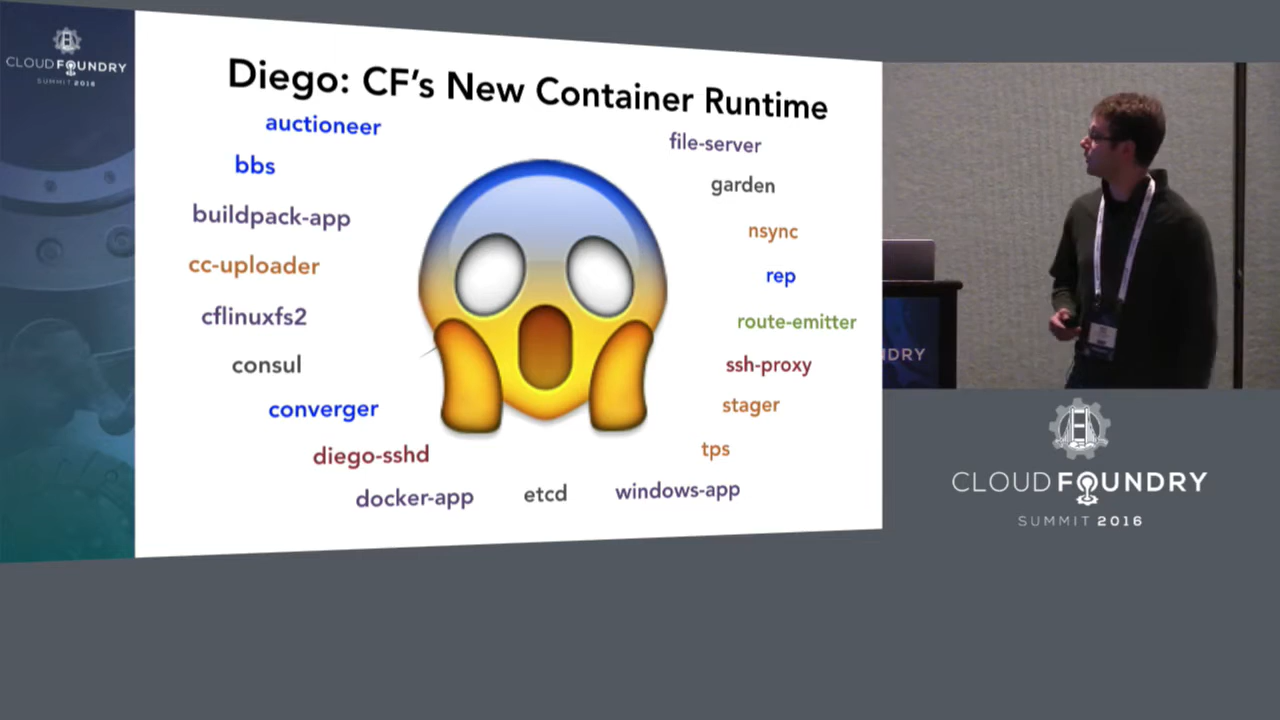 CLOUD FOUNDRY
SUMMIT 2016
Diego: CF's New Container Runtime
auctioneer
bbs
buildpack-app
cc-uploader
cflinuxfs2
consul
converger
diego-sshd
docker-app
etcd
windows-app
file-server
garden
nsync
rep
route-emitter
ssh-proxy
stager
tps
NDRY
CLOUD FOUNDRY
SUMMIT 2016